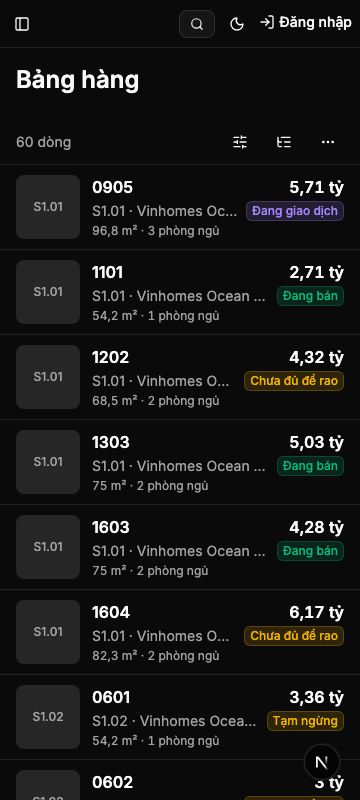 Đăng nhập
Bảng hàng
60 dòng
S1.01
0905
5,71 tỷ
S1.01 · Vinhomes Oc...
Đang giao dịch
96,8 m² · 3 phòng ngủ
S1.01
1101
2,71 tỷ
S1.01 · Vinhomes Ocean ...
Đang bán
54,2 m² · 1 phòng ngủ
S1.01
1202
4,32 tỷ
S1.01 · Vinhomes O...
Chưa đủ để rao
68,5 m² · 2 phòng ngủ
S1.01
1303
5,03 tỷ
S1.01 · Vinhomes Ocean ...
Đang bán
75 m² · 2 phòng ngủ
S1.01
1603
4,28 tỷ
S1.01 · Vinhomes Ocean ...
Đang bán
75 m² · 2 phòng ngủ
S1.01
1604
6,17 tỷ
S1.01 · Vinhomes O...
Chưa đủ để rao
82,3 m² · 2 phòng ngủ
S1.02
0601
3,36 tỷ
S1.02 · Vinhomes Ocea...
Tạm ngừng
54,2 m² · 1 phòng ngủ
0602
3 tỷ
N